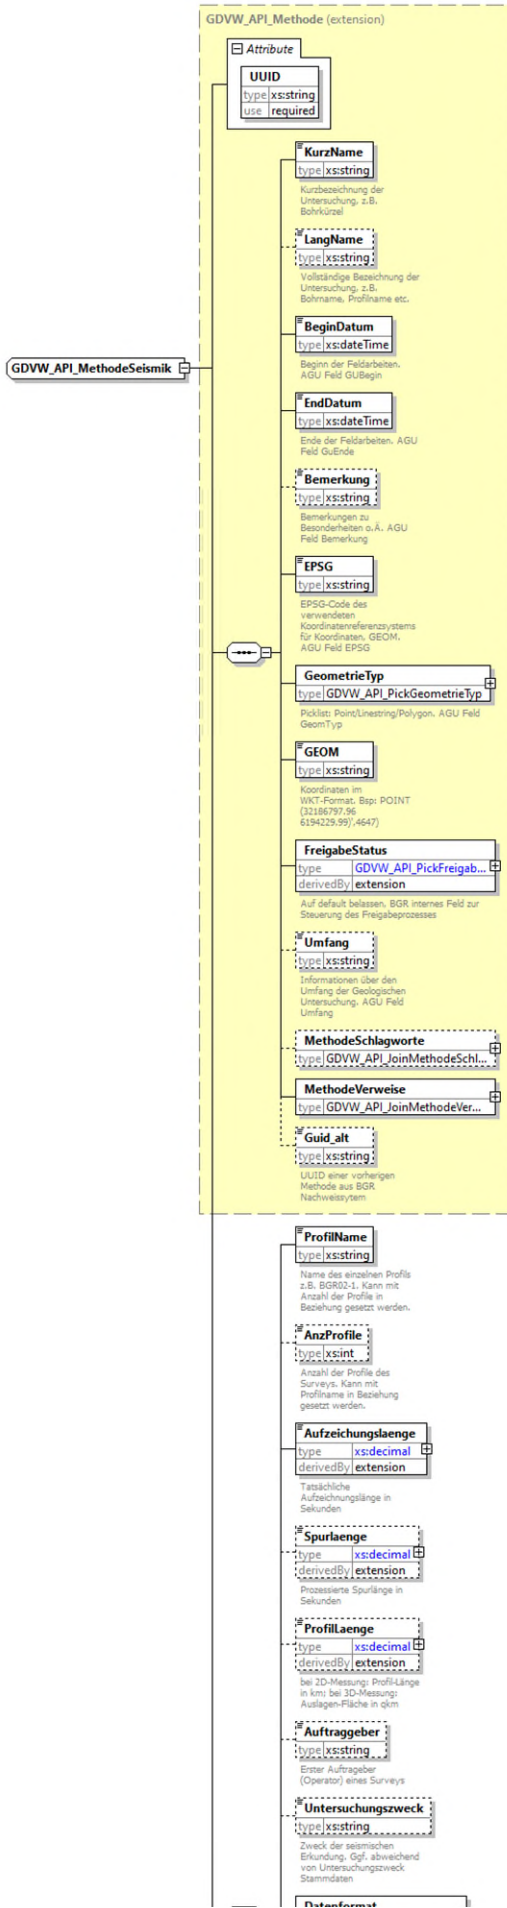 GDVW_API_Methode (extension)
Attribute
UUID
type xs:string
use required
KurzName
type xs:string
Kurzbezeichnung der
Untersuchung, z.B.
Bohrkürzel
LangName
type xs:string
Vollständige Bezeichnung der
Untersuchung, z.B.
Bohrname, Profilname etc.
BeginDatum
type xs:dateTime
Beginn der Feldarbeiten.
AGU Feld GUBegin
GDVW_API_MethodeSeismik
EndDatum
type xs:dateTime
Ende der Feldarbeiten. AGU
Feld GuEnde
Bemerkung
type xs:string
Bemerkungen zu
Besonderheiten o.Ä. AGU
Feld Bemerkung
EPSG
type xs:string
EPSG-Code des
verwendeten
Koordinatenreferenzsystems
für Koordinaten, GEOM.
AGU Feld EPSG
GeometrieTyp
type GDVW_API_PickGeometrieTyp
Picklist: Point/Linestring/Polygon. AGU Feld
GeomTyp
GEOM
type xs:string
Koordinaten im
WKT-Format. Bsp: POINT
(32186797.96
6194229.99)',4647)
FreigabeStatus
type GDVW_API_PickFreigab...
derivedBy extension
Auf default belassen. BGR internes Feld zur
Steuerung des Freigabeprozesses
Umfang
type xs:string
Informationen über den
Umfang der Geologischen
Untersuchung. AGU Feld
Umfang
MethodeSchlagworte
type GDVW_API_JoinMethodeSchl...
MethodeVerweise
type GDVW_API_JoinMethodeVer...
Guid_alt
type xs:string
UUID einer vorherigen
Methode aus BGR
Nachweissytem
ProfilName
type xs:string
Name des einzelnen Profils
z.B. BGR02-1. Kann mit
Anzahl der Profile in
Beziehung gesetzt werden.
AnzProfile
type xs:int
Anzahl der Profile des
Surveys. Kann mit
Profilname in Beziehung
gesetzt werden.
Aufzeichungslaenge
type xs:decimal
derivedBy extension
Tatsächliche
Aufzeichnungslänge in
Sekunden
Spurlaenge
type xs:decimal
derivedBy extension
Prozessierte Spurlänge in
Sekunden
ProfilLaenge
type xs:decimal
derivedBy extension
bei 2D-Messung: Profil-Länge
in km; bei 3D-Messung:
Auslagen-Fläche in qkm
Auftraggeber
type xs:string
Erster Auftrageber
(Operator) eines Surveys
Untersuchungszweck
type xs:string
Zweck der seismischen
Erkundung. Ggf. abweichend
von Untersuchungszweck
Stammdaten
Datenformat